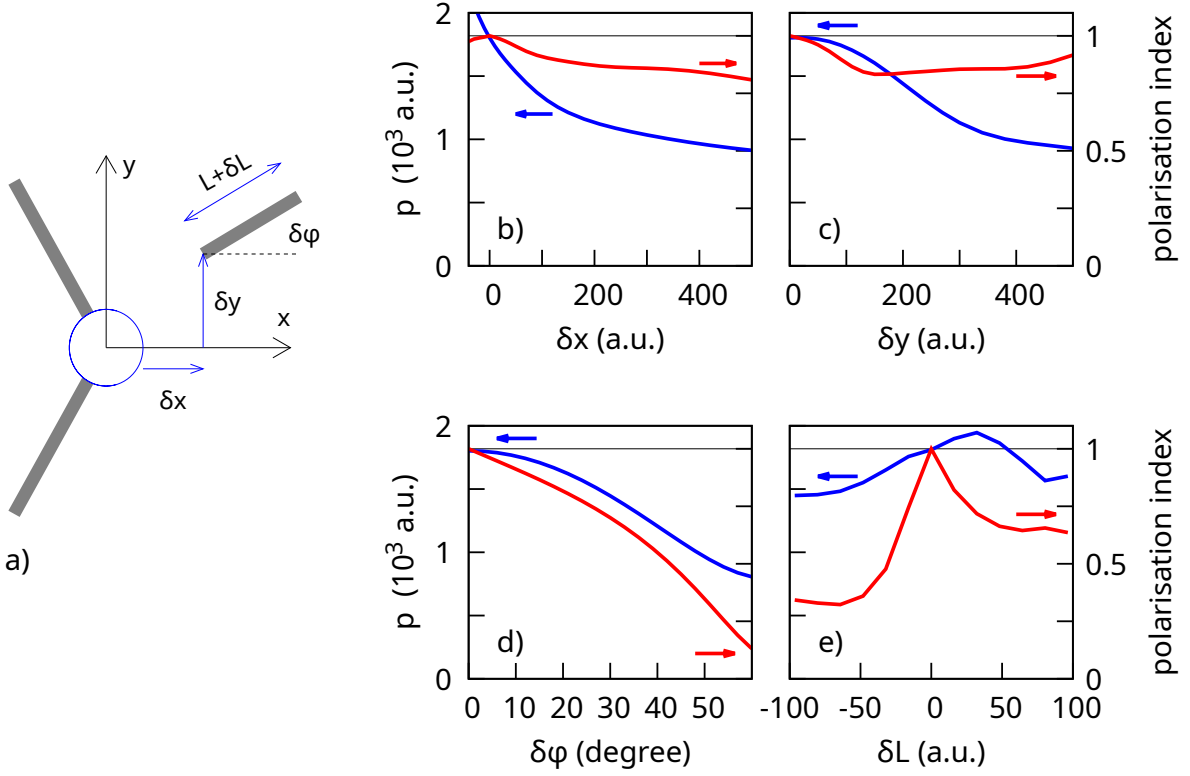 a)
y
x
L+δL
δφ
δy
δx
p (10³ a.u.)
2
1
0
b)
0 200 400
δx (a.u.)
c)
0 200 400
δy (a.u.)
1
0.5
0
polarisation index
p (10³ a.u.)
2
1
0
d)
0 10 20 30 40 50
δφ (degree)
e)
-100 -50 0 50 100
δL (a.u.)
1
0.5
0
polarisation index